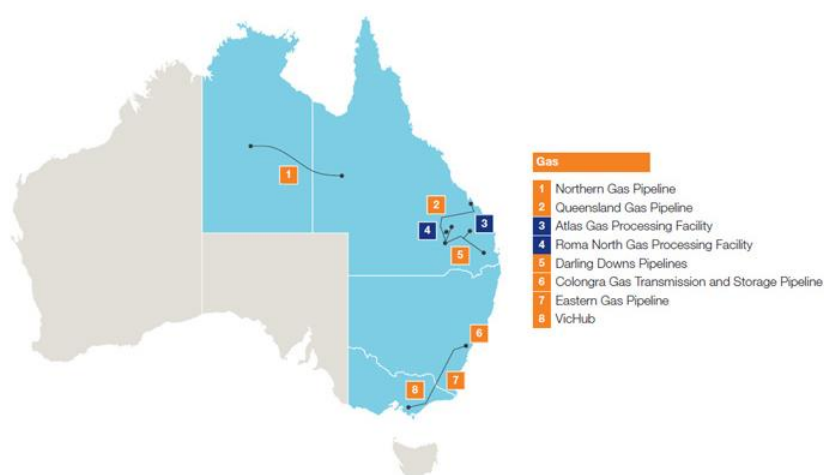 Gas
1 Northern Gas Pipeline
2 Queensland Gas Pipeline
3 Atlas Gas Processing Facility
4 Roma North Gas Processing Facility
5 Darling Downs Pipelines
6 Colongra Gas Transmission and Storage Pipeline
7 Eastern Gas Pipeline
8 VicHub
1
2
3
4
5
6
7
8